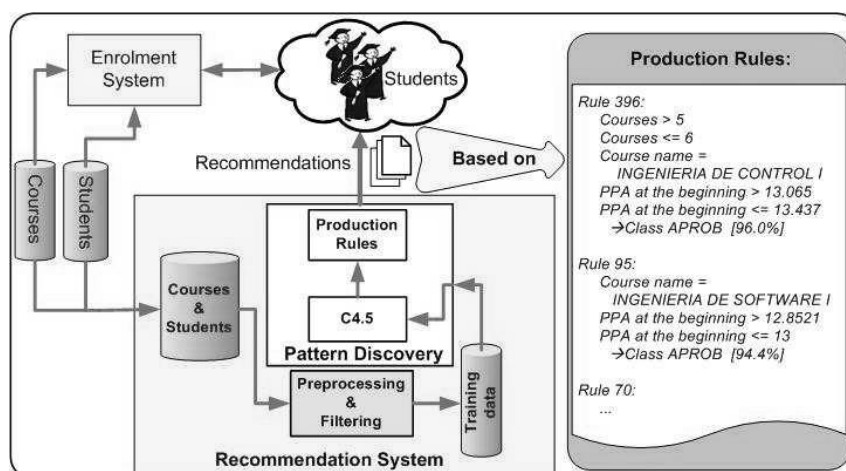 Enrolment
System
Students
Courses
Students
Recommendations
Based on
Production
Rules
Courses
&
Students
C4.5
Pattern Discovery
Preprocessing
&
Filtering
Training
data
Recommendation System
Production Rules:
Rule 396:
Courses > 5
Courses <= 6
Course name =
INGENIERIA DE CONTROL I
PPA at the beginning > 13.065
PPA at the beginning <= 13.437
→Class APROB [96.0%]
Rule 95:
Course name =
INGENIERIA DE SOFTWARE I
PPA at the beginning > 12.8521
PPA at the beginning <= 13
→Class APROB [94.4%]
Rule 70:
...